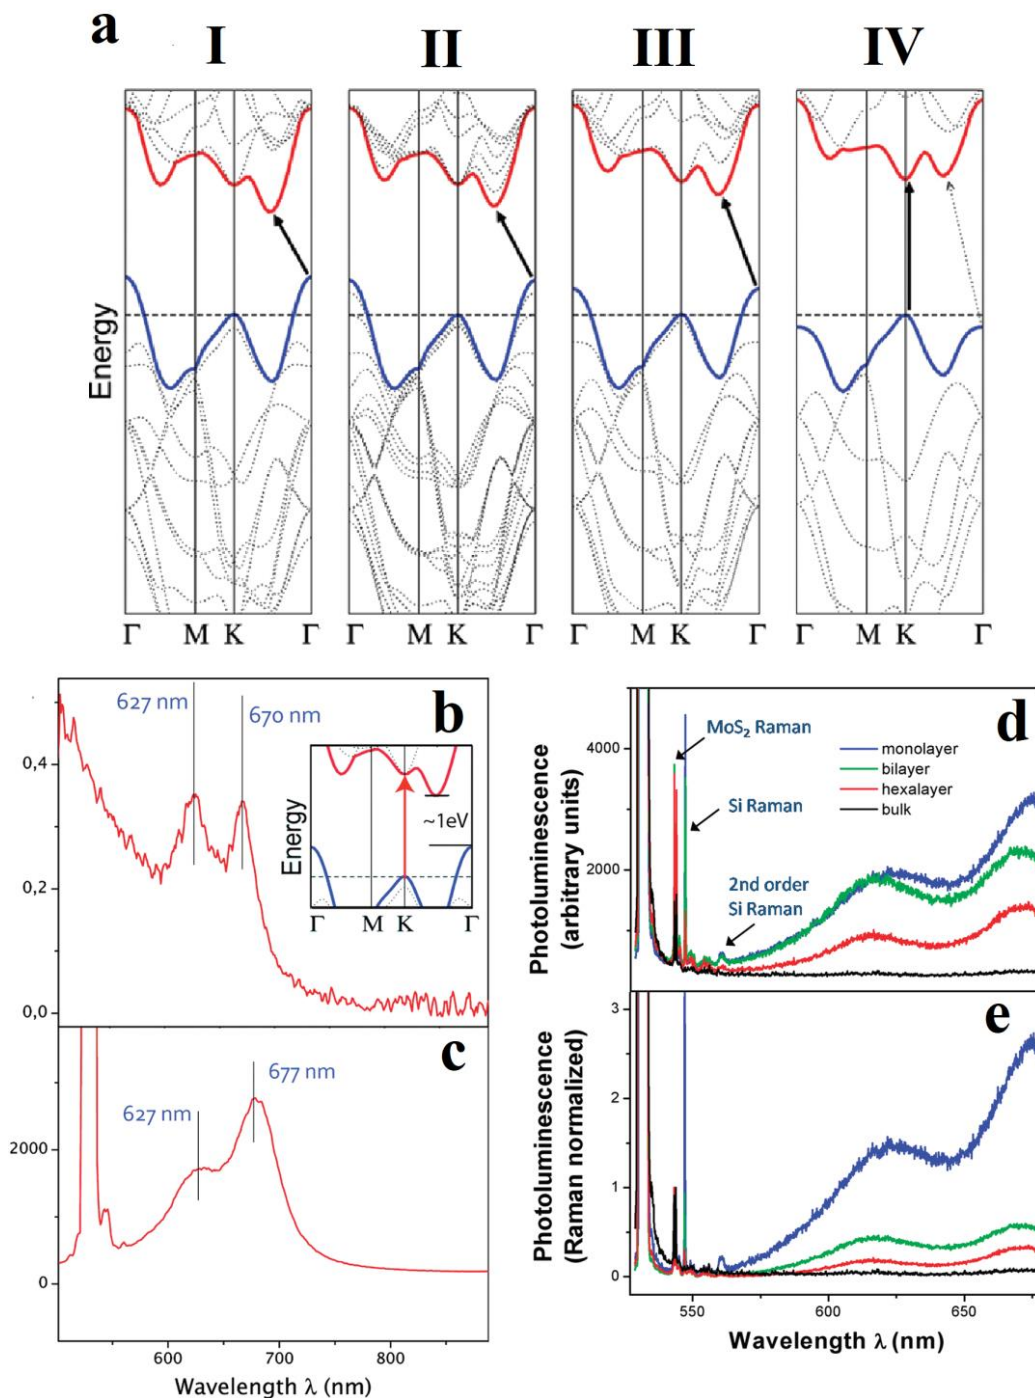 a
I II III IV
Energy
Γ M K Γ Γ M K Γ Γ M K Γ Γ M K Γ
b
627 nm
670 nm
0,4
0,2
0,0
Energy
~1eV
Γ M K Γ
c
627 nm
677 nm
2000
0
600 700 800
Wavelength λ (nm)
d
Photoluminescence
(arbitrary units)
4000
2000
MoS₂ Raman
Si Raman
2nd order
Si Raman
monolayer
bilayer
hexalayer
bulk
e
Photoluminescence
(Raman normalized)
3
2
1
0
550 600 650
Wavelength λ (nm)